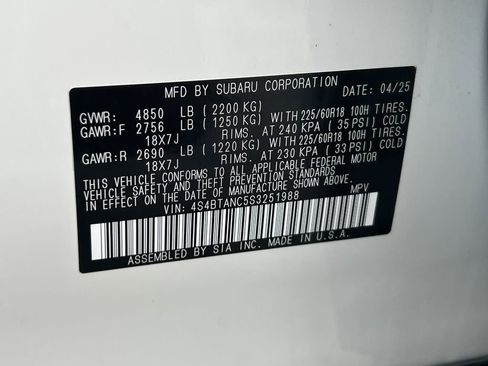 MFD BY SUBARU CORPORATION DATE: 04/25
GVWR: 4850 LB (2200 KG)
GAWR:F 2756 LB (1250 KG) WITH 225/60R18 100H TIRES.
18X7J RIMS. AT 240 KPA (35 PSI) COLD
GAWR:R 2690 LB (1220 KG) WITH 225/60R18 100H TIRES.
18X7J RIMS. AT 230 KPA (33 PSI) COLD
THIS VEHICLE CONFORMS TO ALL APPLICABLE FEDERAL MOTOR
VEHICLE SAFETY AND THEFT PREVENTION STANDARDS
IN EFFECT ON THE DATE OF MANUFACTURE SHOWN ABOVE.
VIN: 4S4BTANC5S3251988 MPV
ASSEMBLED BY SIA INC. MADE IN U.S.A.